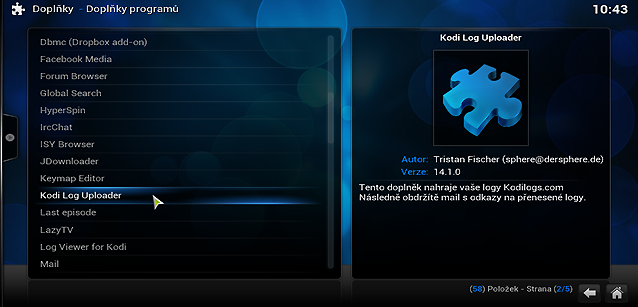 Doplňky - Doplňky programů
10:43
Dbmc (Dropbox add-on)
Facebook Media
Forum Browser
Global Search
HyperSpin
IrcChat
ISY Browser
JDownloader
Keymap Editor
Kodi Log Uploader
Last episode
LazyTV
Log Viewer for Kodi
Mail
Kodi Log Uploader
Autor: Tristan Fischer (sphere@dersphere.de)
Verze: 14.1.0
Tento doplněk nahraje vaše logy Kodilogs.com
Následně obdržítě mail s odkazy na přenesené logy.
(58) Položek - Strana (2/5)